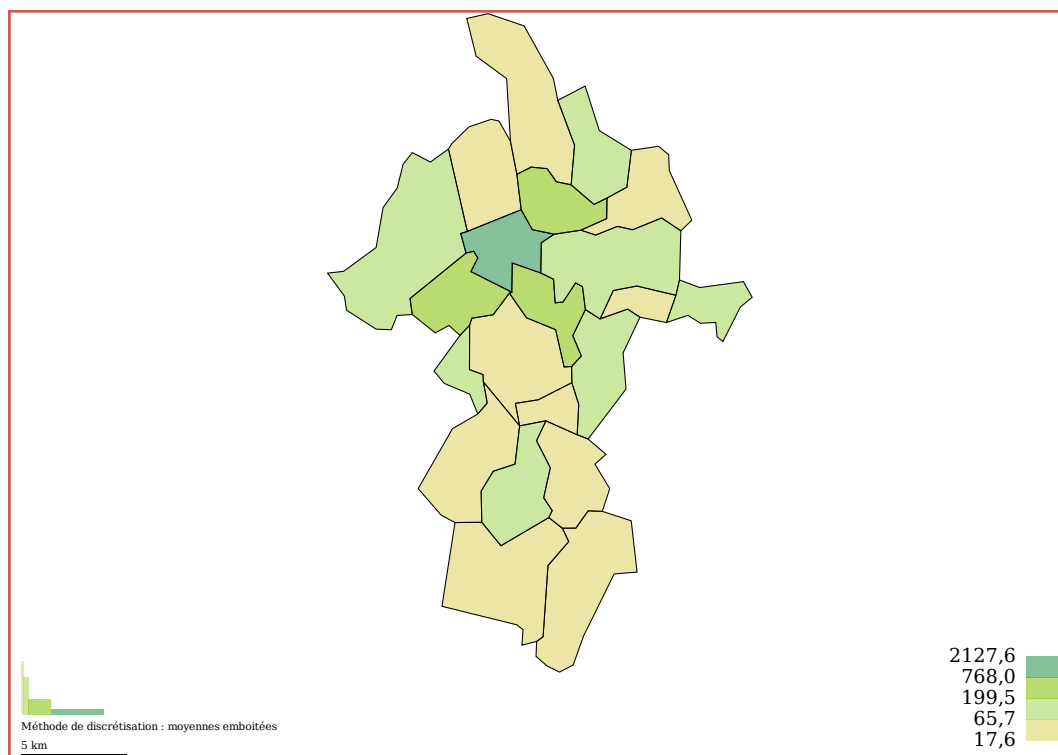 2127,6
768,0
199,5
65,7
17,6
Méthode de discrétisation : moyennes emboitées
5 km